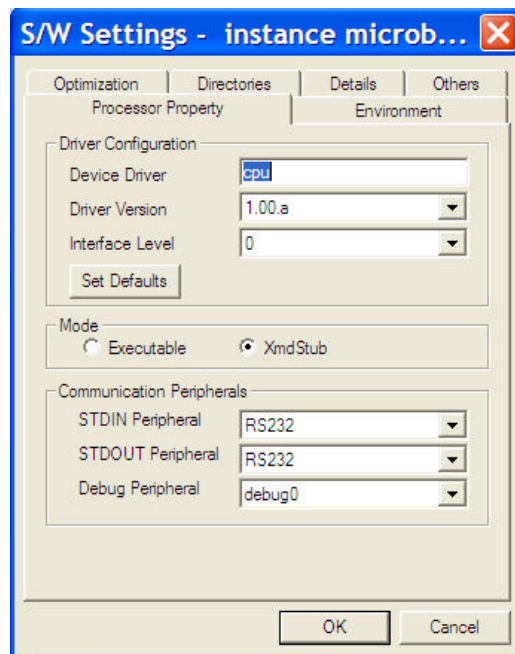 S/W Settings - instance microb...
Optimization Directories Details Others
Processor Property Environment
Driver Configuration
Device Driver cpu
Driver Version 1.00.a
Interface Level 0
Set Defaults
Mode
Executable XmdStub
Communication Peripherals
STDIN Peripheral RS232
STDOUT Peripheral RS232
Debug Peripheral debug0
OK Cancel